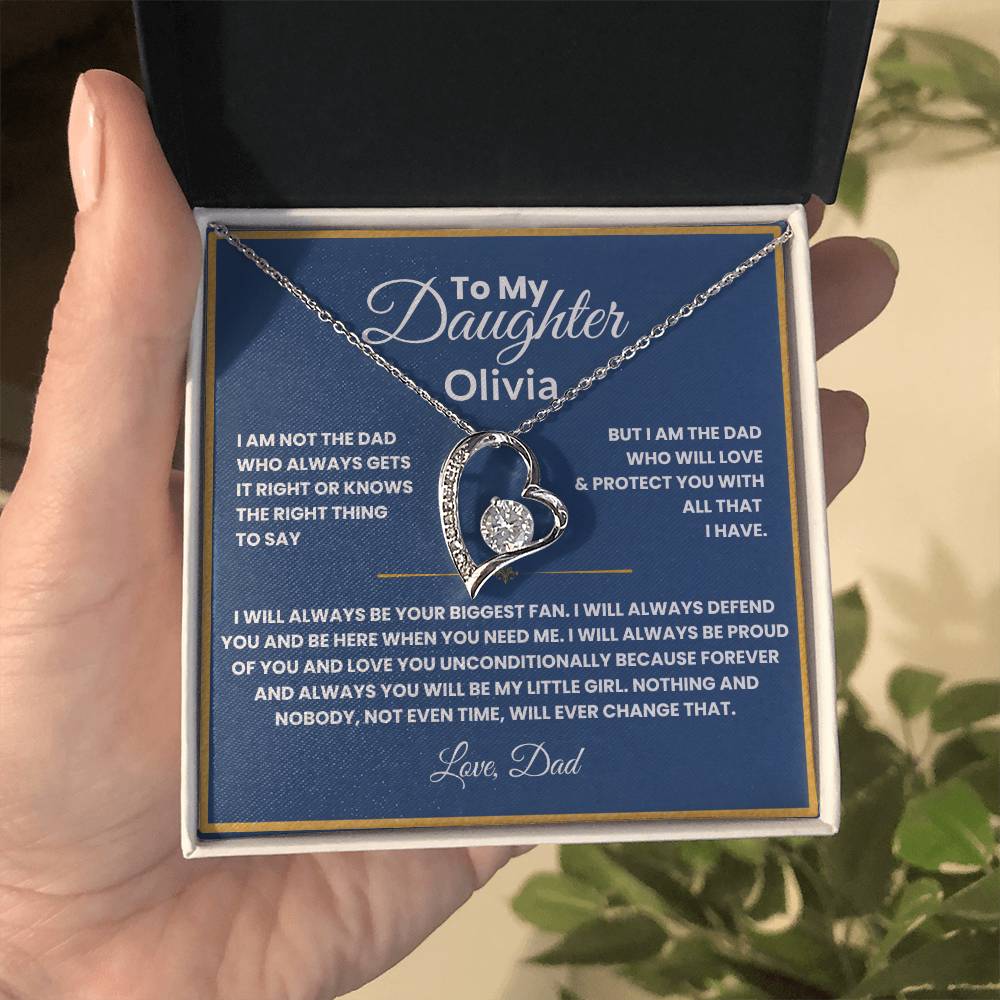 To My
Daughter
Olivia
I AM NOT THE DAD
WHO ALWAYS GETS
IT RIGHT OR KNOWS
THE RIGHT THING
TO SAY
BUT I AM THE DAD
WHO WILL LOVE
& PROTECT YOU WITH
ALL THAT
I HAVE.
I WILL ALWAYS BE YOUR BIGGEST FAN. I WILL ALWAYS DEFEND
YOU AND BE HERE WHEN YOU NEED ME. I WILL ALWAYS BE PROUD
OF YOU AND LOVE YOU UNCONDITIONALLY BECAUSE FOREVER
AND ALWAYS YOU WILL BE MY LITTLE GIRL. NOTHING AND
NOBODY, NOT EVEN TIME, WILL EVER CHANGE THAT.
Love, Dad